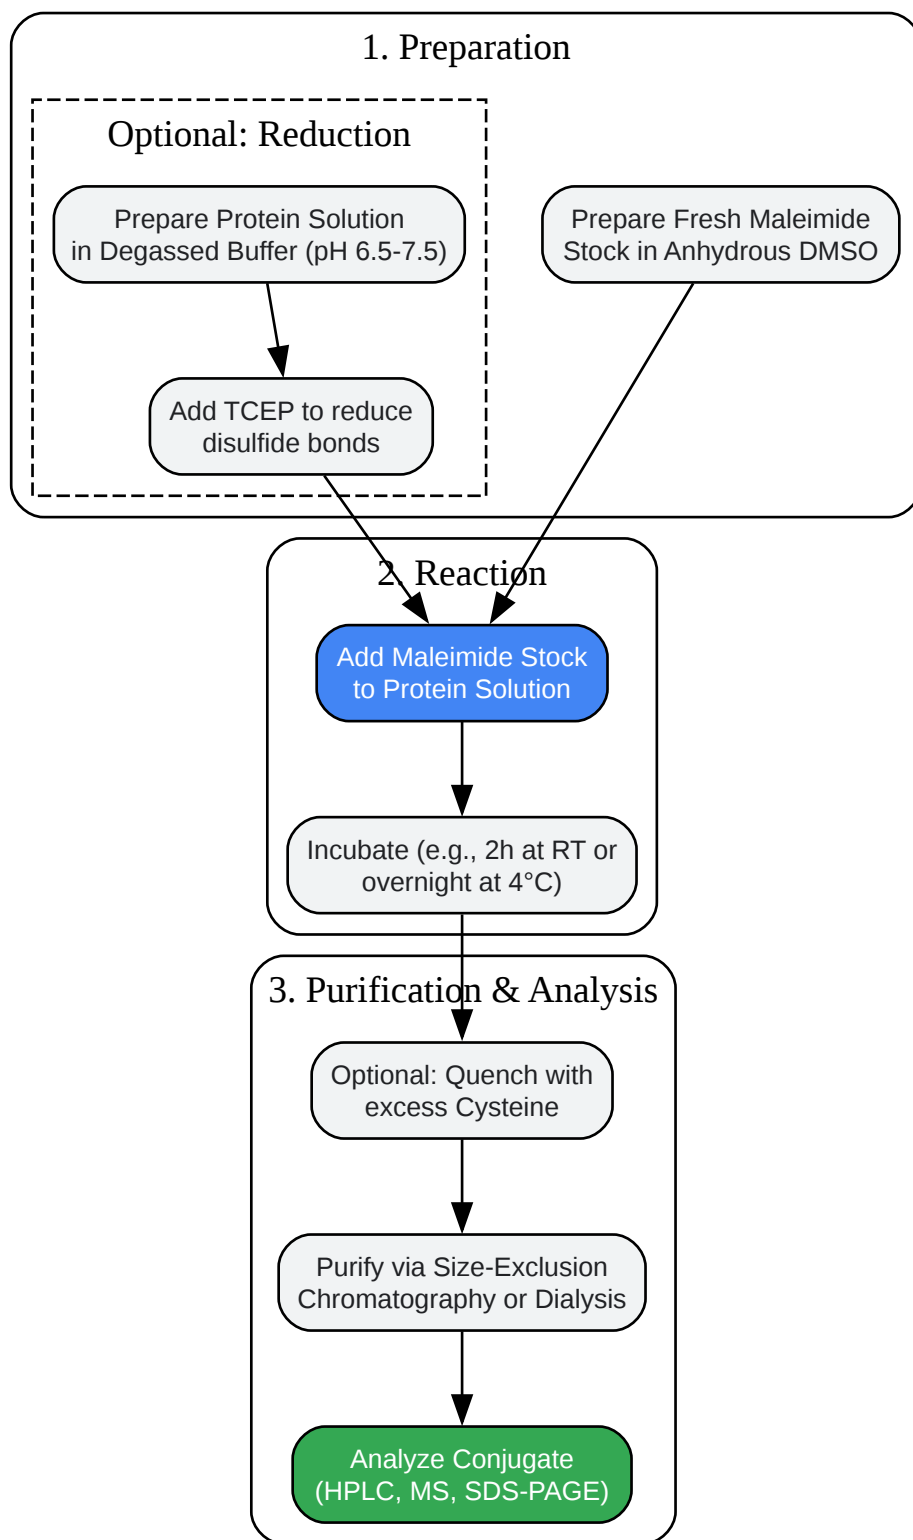 1. Preparation
Optional: Reduction
Prepare Protein Solution
in Degassed Buffer (pH 6.5-7.5)
Prepare Fresh Maleimide
Stock in Anhydrous DMSO
Add TCEP to reduce
disulfide bonds
2. Reaction
Add Maleimide Stock
to Protein Solution
Incubate (e.g., 2h at RT or
overnight at 4°C)
3. Purification & Analysis
Optional: Quench with
excess Cysteine
Purify via Size-Exclusion
Chromatography or Dialysis
Analyze Conjugate
(HPLC, MS, SDS-PAGE)